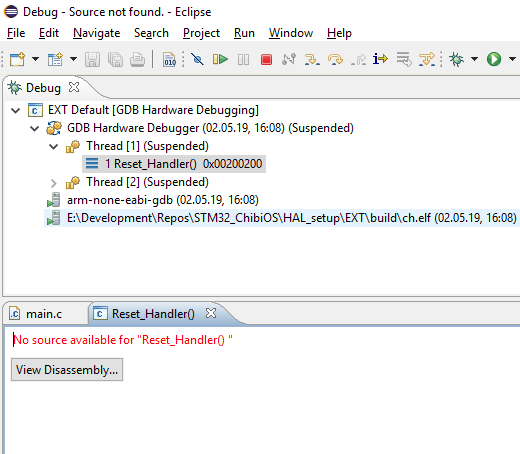 Debug - Source not found. - Eclipse
File Edit Navigate Search Project Run Window Help
010
Debug
EXT Default [GDB Hardware Debugging]
GDB Hardware Debugger (02.05.19, 16:08) (Suspended)
Thread [1] (Suspended)
1 Reset_Handler() 0x00200200
Thread [2] (Suspended)
arm-none-eabi-gdb (02.05.19, 16:08)
E:\Development\Repos\STM32_ChibiOS\HAL_setup\EXT\build\ch.elf (02.05.19, 16:08)
main.c Reset_Handler()
No source available for "Reset_Handler() "
View Disassembly...